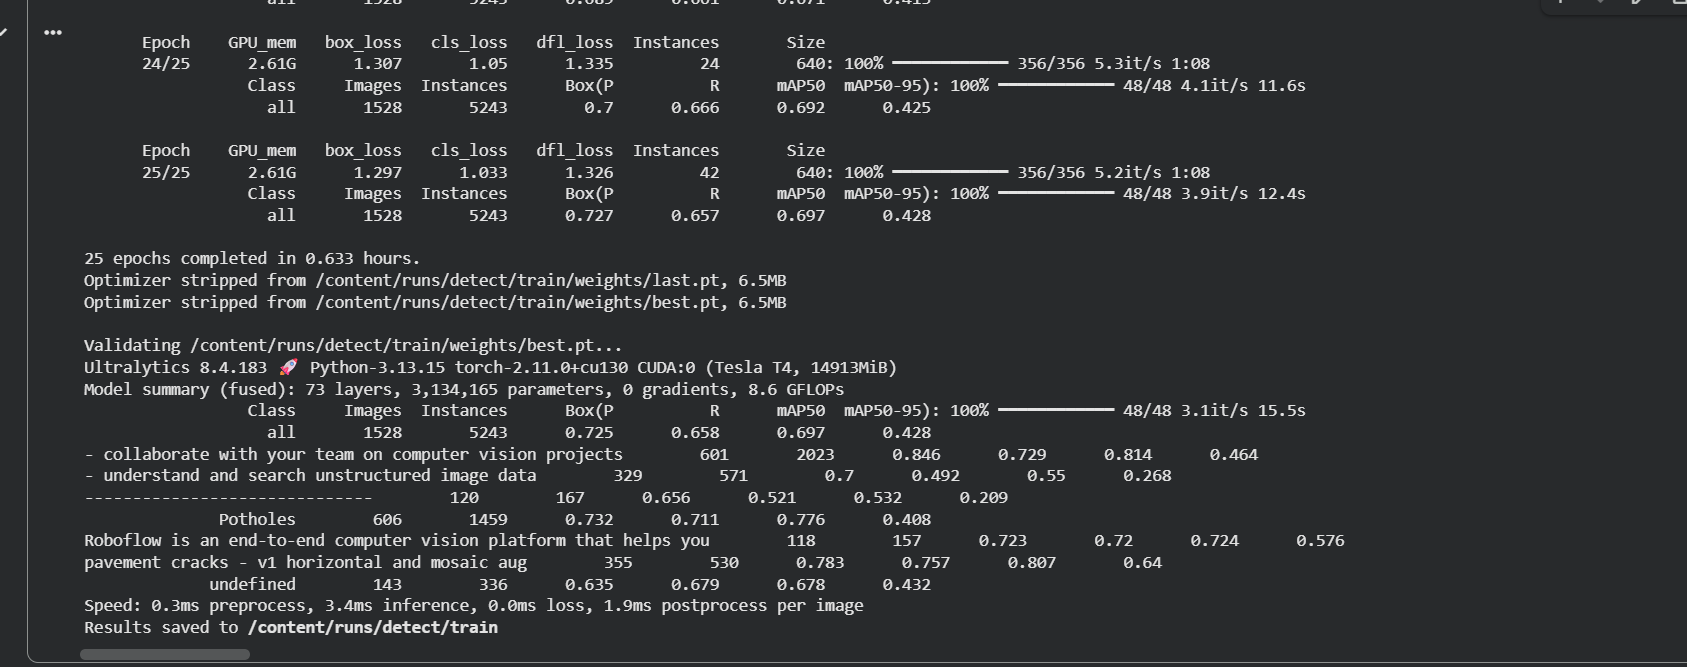 all 1528 5243 0.689 0.661 0.671 0.415
Epoch GPU_mem box_loss cls_loss dfl_loss Instances Size
24/25 2.61G 1.307 1.05 1.335 24 640: 100% ━━━━━━━━━━━━ 356/356 5.3it/s 1:08
Class Images Instances Box(P R mAP50 mAP50-95): 100% ━━━━━━━━━━━━ 48/48 4.1it/s 11.6s
all 1528 5243 0.7 0.666 0.692 0.425
Epoch GPU_mem box_loss cls_loss dfl_loss Instances Size
25/25 2.61G 1.297 1.033 1.326 42 640: 100% ━━━━━━━━━━━━ 356/356 5.2it/s 1:08
Class Images Instances Box(P R mAP50 mAP50-95): 100% ━━━━━━━━━━━━ 48/48 3.9it/s 12.4s
all 1528 5243 0.727 0.657 0.697 0.428
25 epochs completed in 0.633 hours.
Optimizer stripped from /content/runs/detect/train/weights/last.pt, 6.5MB
Optimizer stripped from /content/runs/detect/train/weights/best.pt, 6.5MB
Validating /content/runs/detect/train/weights/best.pt...
Ultralytics 8.4.183 🚀 Python-3.13.15 torch-2.11.0+cu130 CUDA:0 (Tesla T4, 14913MiB)
Model summary (fused): 73 layers, 3,134,165 parameters, 0 gradients, 8.6 GFLOPs
Class Images Instances Box(P R mAP50 mAP50-95): 100% ━━━━━━━━━━━━ 48/48 3.1it/s 15.5s
all 1528 5243 0.725 0.658 0.697 0.428
- collaborate with your team on computer vision projects 601 2023 0.846 0.729 0.814 0.464
- understand and search unstructured image data 329 571 0.7 0.492 0.55 0.268
------------------------------ 120 167 0.656 0.521 0.532 0.209
Potholes 606 1459 0.732 0.711 0.776 0.408
Roboflow is an end-to-end computer vision platform that helps you 118 157 0.723 0.72 0.724 0.576
pavement cracks - v1 horizontal and mosaic aug 355 530 0.783 0.757 0.807 0.64
undefined 143 336 0.635 0.679 0.678 0.432
Speed: 0.3ms preprocess, 3.4ms inference, 0.0ms loss, 1.9ms postprocess per image
Results saved to /content/runs/detect/train